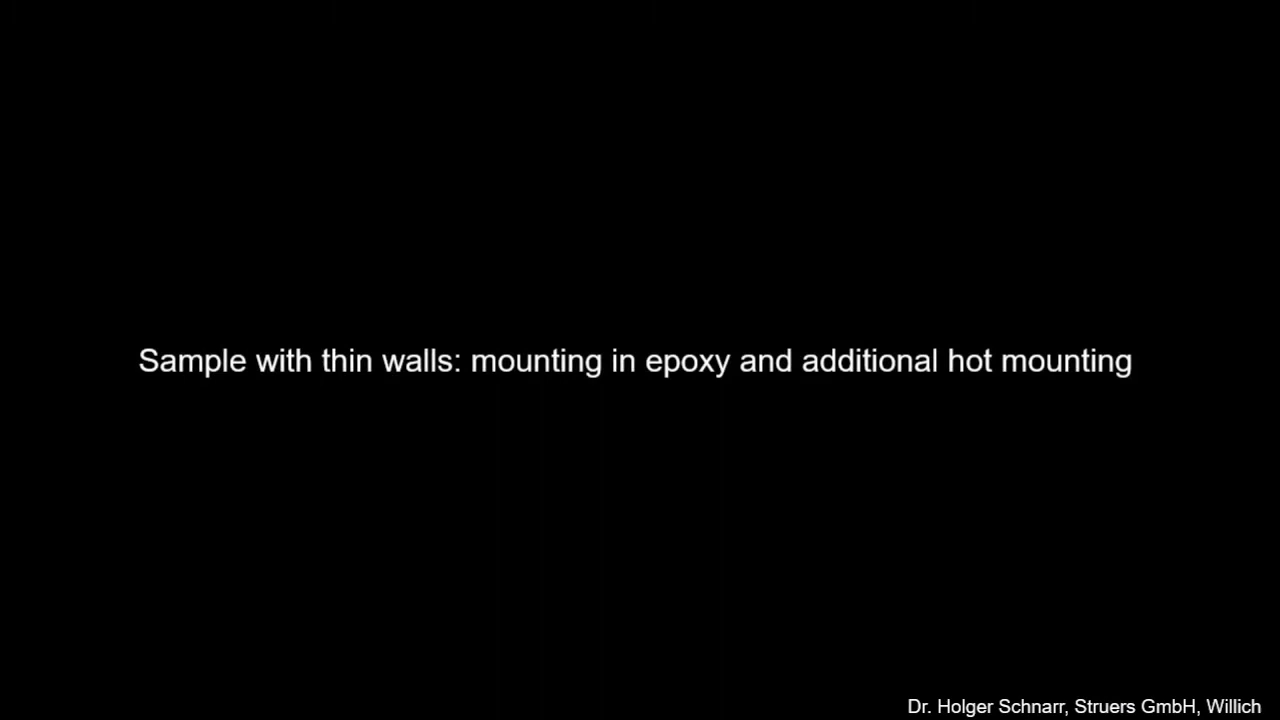 Sample with thin walls: mounting in epoxy and additional hot mounting
Dr. Holger Schnarr, Struers GmbH, Willich